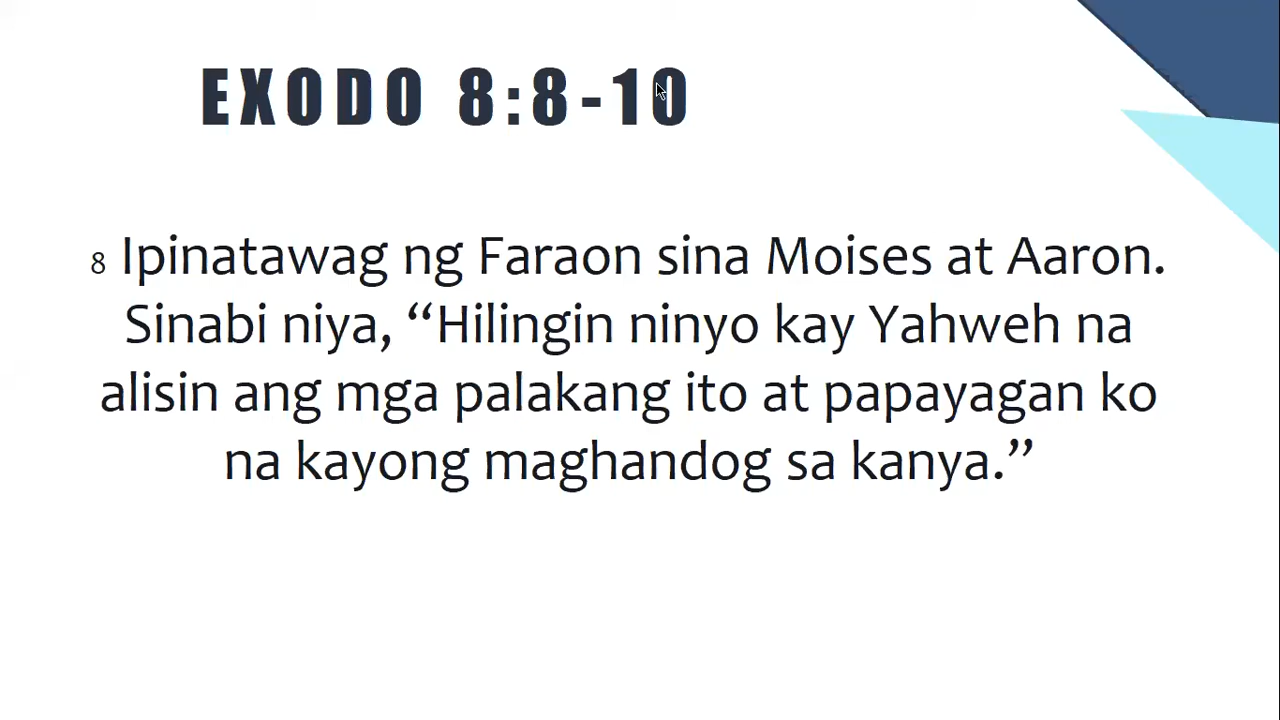 EXODO 8:8-10
8 Ipinatawag ng Faraon sina Moises at Aaron.
Sinabi niya, “Hilingin ninyo kay Yahweh na
alisin ang mga palakang ito at papayagan ko
na kayong maghandog sa kanya.”